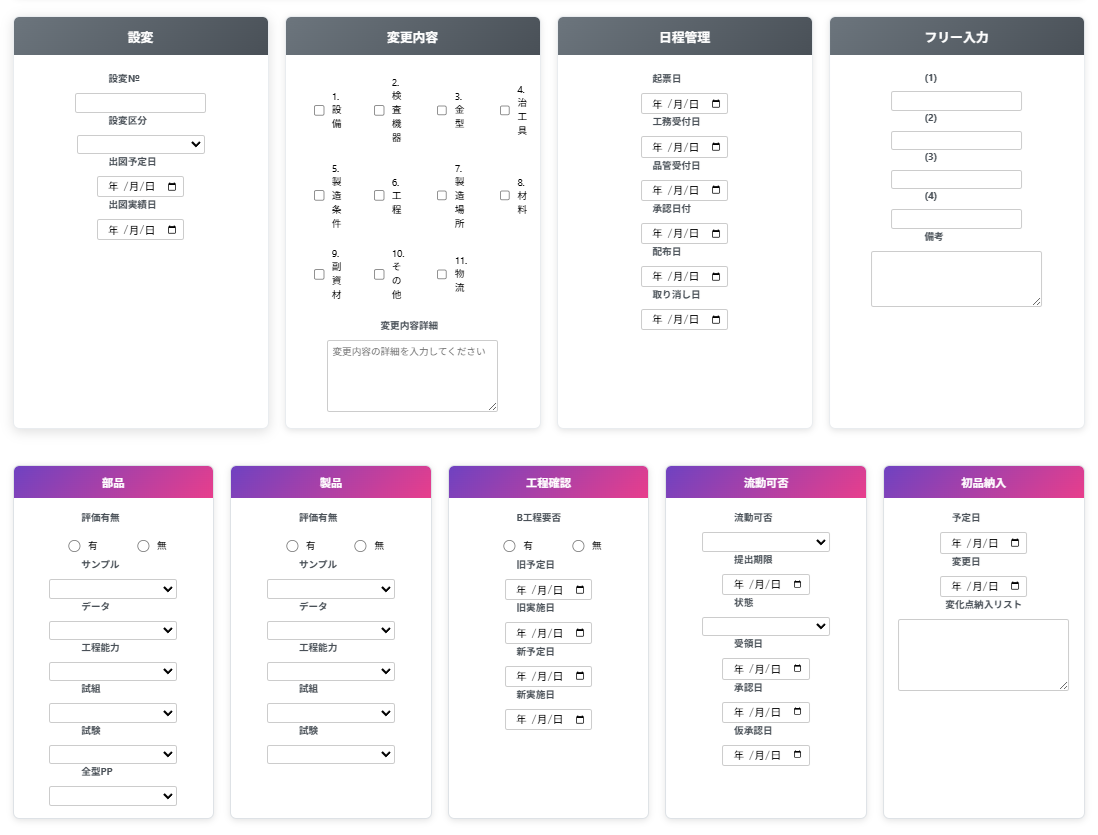 設変
設変№
設変区分
出図予定日
年 /月/日
出図実績日
年 /月/日
変更内容
1.
設
備
2.
検
査
機
器
3.
金
型
4.
治
工
具
5.
製
造
条
件
6.
工
程
7.
製
造
場
所
8.
材
料
9.
副
資
材
10.
そ
の
他
11.
物
流
変更内容詳細
変更内容の詳細を入力してください
日程管理
起票日
年 /月/日
工務受付日
年 /月/日
品管受付日
年 /月/日
承認日付
年 /月/日
配布日
年 /月/日
取り消し日
年 /月/日
フリー入力
(1)
(2)
(3)
(4)
備考
部品
評価有無
有 無
サンプル
データ
工程能力
試組
試験
全型PP
製品
評価有無
有 無
サンプル
データ
工程能力
試組
試験
工程確認
B工程要否
有 無
旧予定日
年 /月/日
旧実施日
年 /月/日
新予定日
年 /月/日
新実施日
年 /月/日
流動可否
流動可否
提出期限
年 /月/日
状態
受領日
年 /月/日
承認日
年 /月/日
仮承認日
年 /月/日
初品納入
予定日
年 /月/日
変更日
年 /月/日
変化点納入リスト